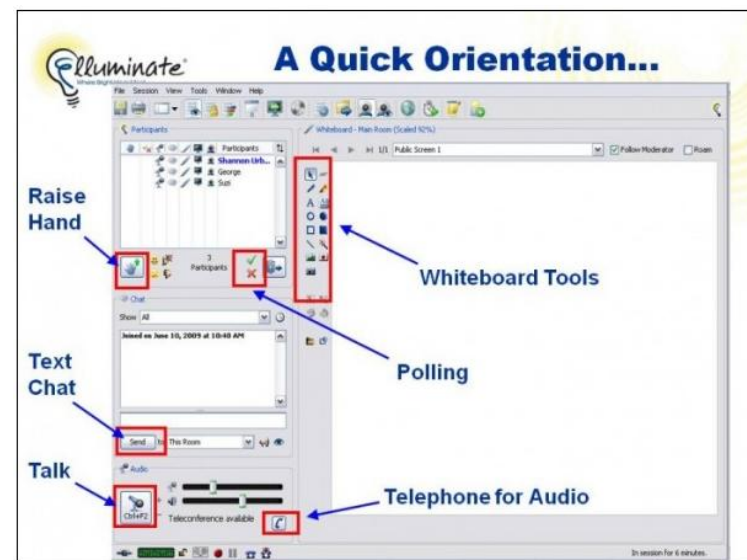 elluminate
A Quick Orientation...
File Session View Tools Window Help
Participants
Participants
Shannon Urb...
George
Suzi
3
Participants
Whiteboard - Main Room (Scaled 92%)
1/1 Public Screen 1
Follow Moderator
Roam
Raise
Hand
Whiteboard Tools
Chat
Show All
Joined on June 10, 2009 at 10:40 AM
Polling
Text
Chat
Send to This Room
Talk
Audio
Ctrl+F2
Teleconference available
Telephone for Audio
In session for 6 minutes.